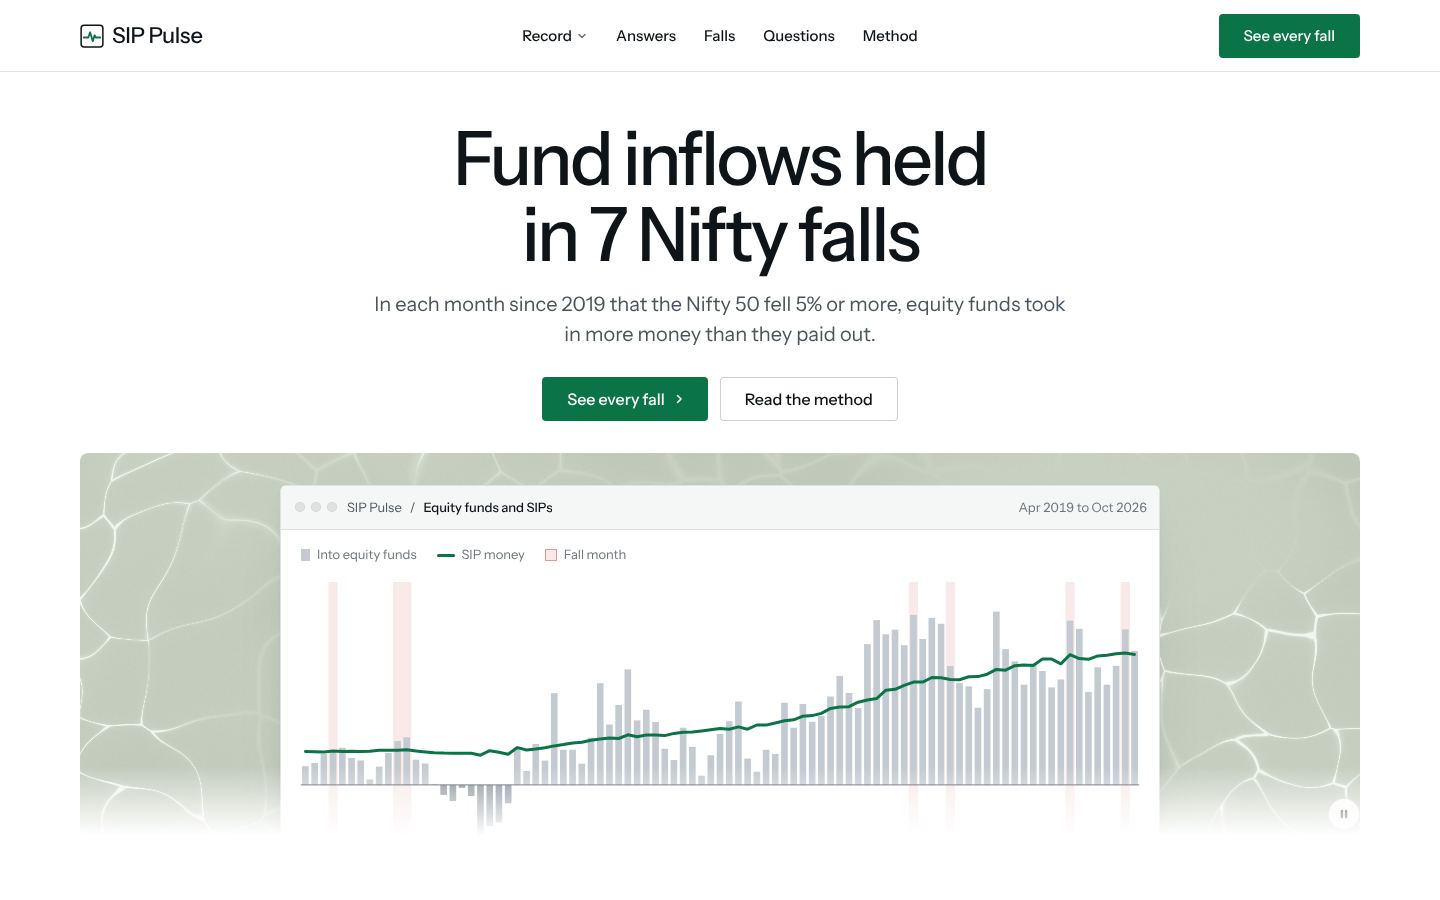 SIP Pulse
Record
Answers
Falls
Questions
Method
See every fall
Fund inflows held
in 7 Nifty falls
In each month since 2019 that the Nifty 50 fell 5% or more, equity funds took
in more money than they paid out.
See every fall
Read the method
SIP Pulse / Equity funds and SIPs
Apr 2019 to Oct 2026
Into equity funds
SIP money
Fall month